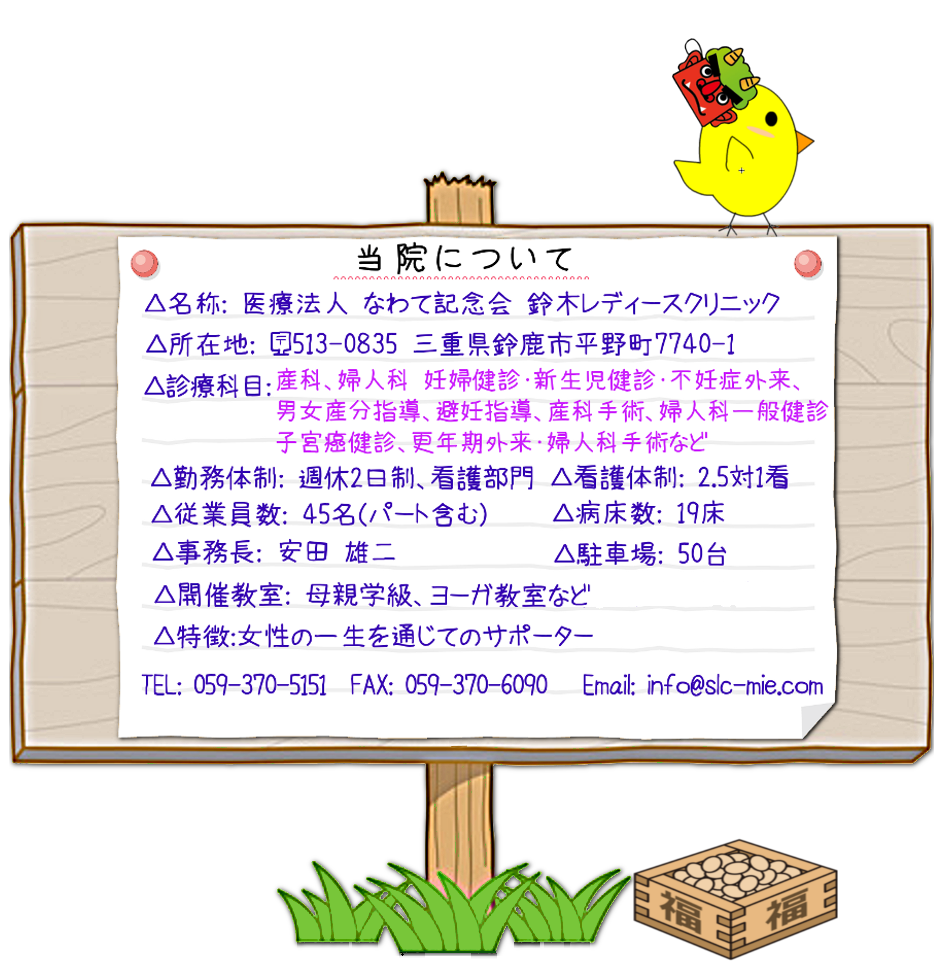 当院について
△名称: 医療法人 なわて記念会 鈴木レディースクリニック
△所在地: 〒513-0835 三重県鈴鹿市平野町7740-1
△診療科目:産科、婦人科 妊婦健診・新生児健診・不妊症外来、
男女産分指導、避妊指導、産科手術、婦人科一般健診
子宮癌健診、更年期外来・婦人科手術など
△勤務体制: 週休2日制、看護部門 △看護体制: 2.5対1看
△従業員数: 45名(パート含む) △病床数: 19床
△事務長: 安田 雄二 △駐車場: 50台
△開催教室: 母親学級、ヨーガ教室など
△特徴:女性の一生を通じてのサポーター
TEL: 059-370-5151 FAX: 059-370-6090 Email: info@slc-mie.com
福 福